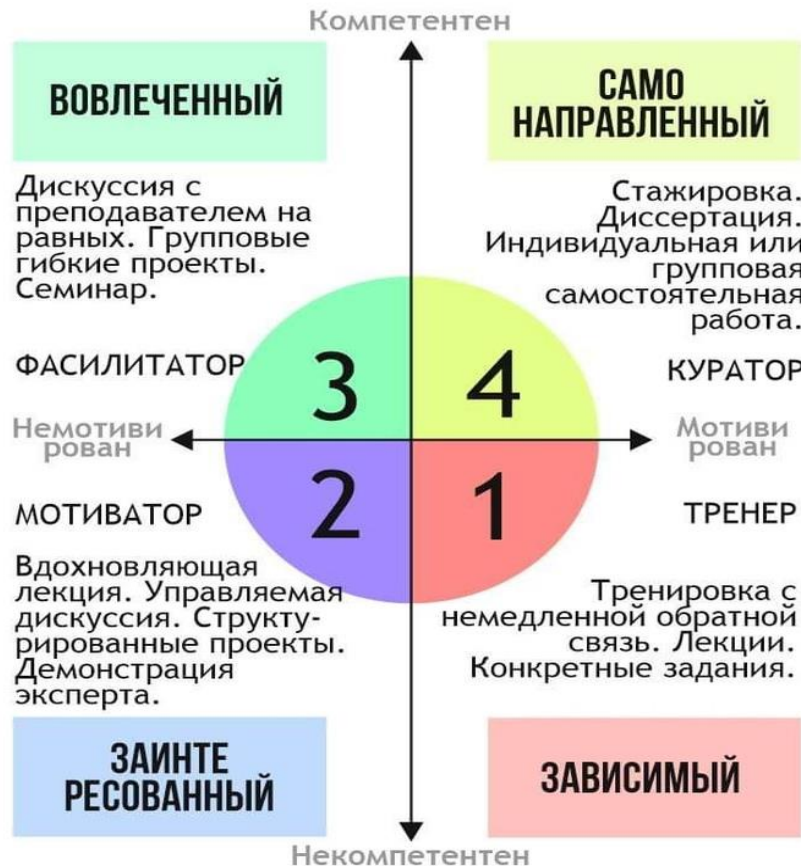 Компетентен
ВОВЛЕЧЕННЫЙ
Дискуссия с
преподавателем на
равных. Групповые
гибкие проекты.
Семинар.
ФАСИЛИТАТОР
САМО
НАПРАВЛЕННЫЙ
Стажировка.
Диссертация.
Индивидуальная или
групповая
самостоятельная
работа.
КУРАТОР
3
4
Немотиви
рован
Мотиви
рован
2
1
МОТИВАТОР
Вдохновляющая
лекция. Управляемая
дискуссия. Структу-
рированные проекты.
Демонстрация
эксперта.
ЗАИНТЕ
РЕСОВАННЫЙ
ТРЕНЕР
Тренировка с
немедленной обратной
связь. Лекции.
Конкретные задания.
ЗАВИСИМЫЙ
Некомпетентен